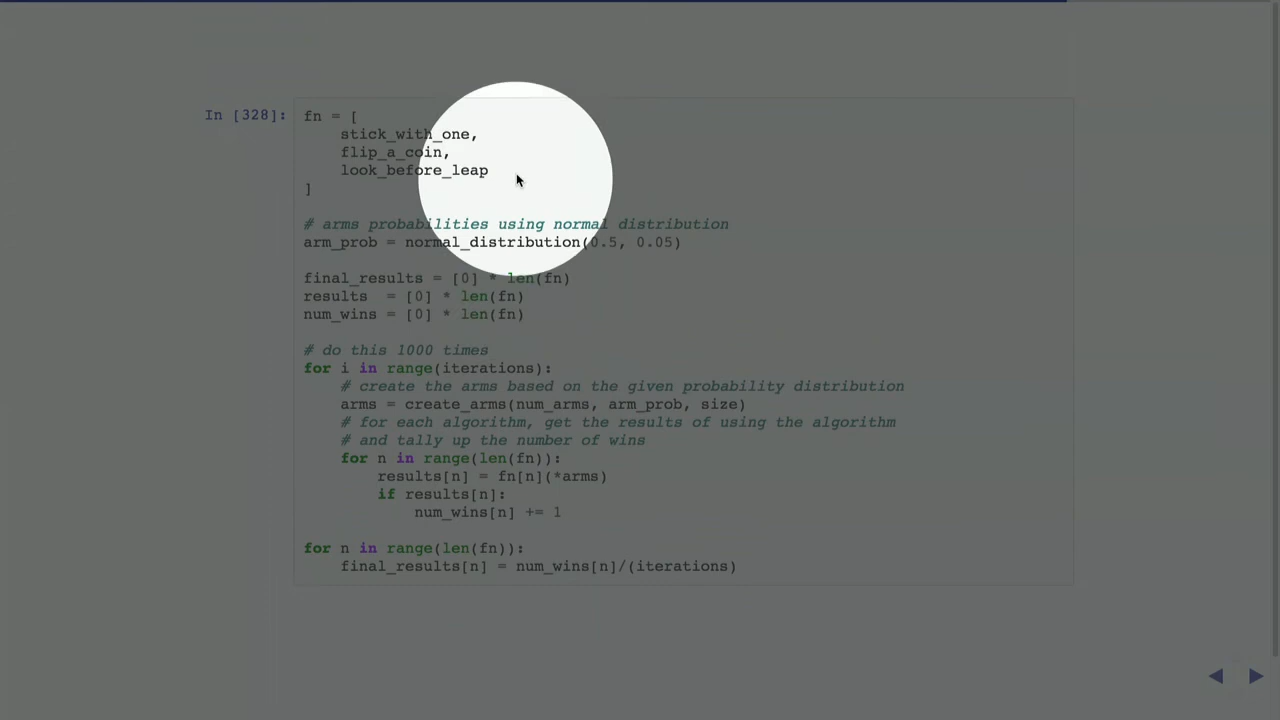 In [328]:
fn = [
    stick_with_one,
    flip_a_coin,
    look_before_leap
]
# arms probabilities using normal distribution
arm_prob = normal_distribution(0.5, 0.05)
final_results = [0] * len(fn)
results  = [0] * len(fn)
num_wins = [0] * len(fn)
# do this 1000 times
for i in range(iterations):
    # create the arms based on the given probability distribution
    arms = create_arms(num_arms, arm_prob, size)
    # for each algorithm, get the results of using the algorithm
    # and tally up the number of wins
    for n in range(len(fn)):
        results[n] = fn[n](*arms)
        if results[n]:
            num_wins[n] += 1
for n in range(len(fn)):
    final_results[n] = num_wins[n]/(iterations)